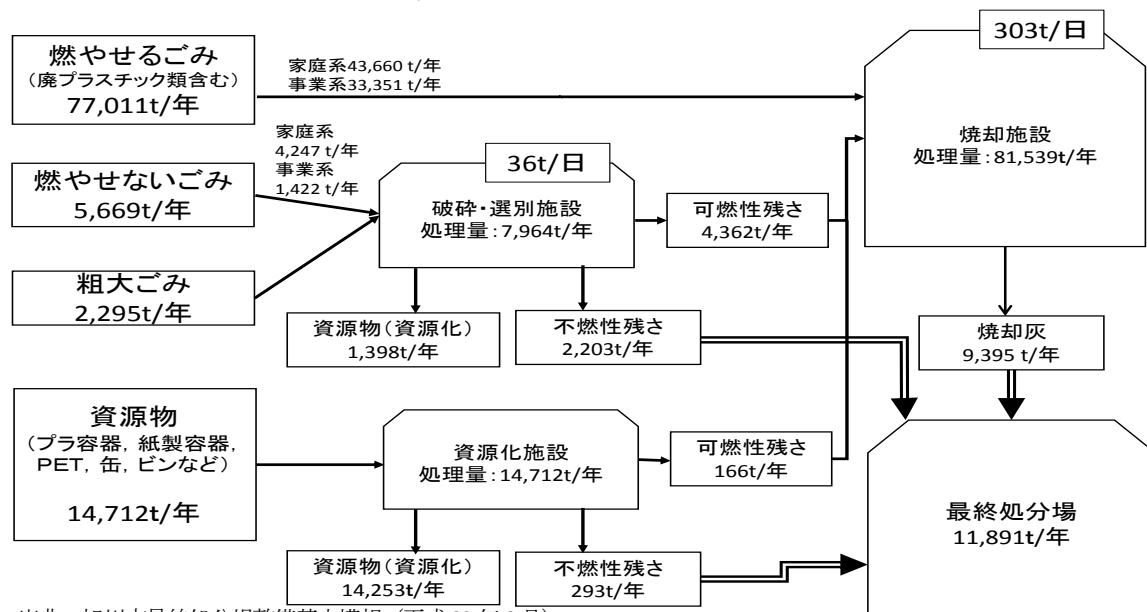 燃やせるごみ
(廃プラスチック類含む)
77,011t/年
家庭系43,660 t/年
事業系33,351t/年
303t/日
焼却施設
処理量:81,539t/年
燃やせないごみ
5,669t/年
家庭系
4,247 t/年
事業系
1,422 t/年
36t/日
破砕・選別施設
処理量:7,964t/年
可燃性残さ
4,362t/年
粗大ごみ
2,295t/年
資源物(資源化)
1,398t/年
不燃性残さ
2,203t/年
焼却灰
9,395 t/年
資源物
(プラ容器,紙製容器,
PET,缶,ビンなど)
14,712t/年
資源化施設
処理量:14,712t/年
可燃性残さ
166t/年
資源物(資源化)
14,253t/年
不燃性残さ
293t/年
最終処分場
11,891t/年